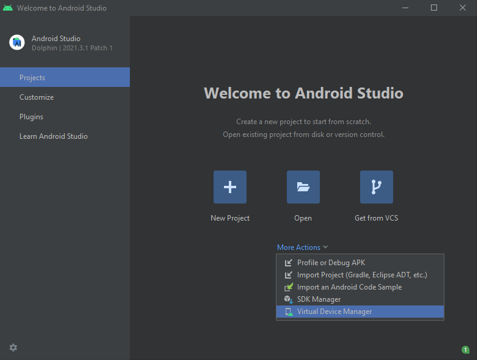 Welcome to Android Studio
Android Studio
Dolphin | 2021.3.1 Patch 1
Projects
Customize
Plugins
Learn Android Studio
Welcome to Android Studio
Create a new project to start from scratch.
Open existing project from disk or version control.
New Project
Open
Get from VCS
More Actions
Profile or Debug APK
Import Project (Gradle, Eclipse ADT, etc.)
Import an Android Code Sample
SDK Manager
Virtual Device Manager